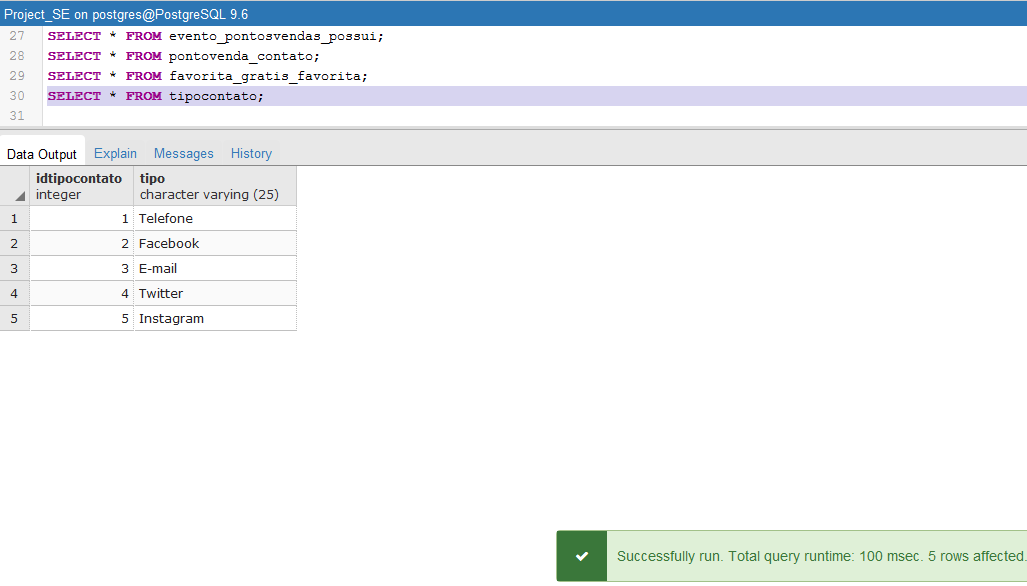 Project_SE on postgres@PostgreSQL 9.6
27 SELECT * FROM evento_pontosvendas_possui;
28 SELECT * FROM pontovenda_contato;
29 SELECT * FROM favorita_gratis_favorita;
30 SELECT * FROM tipocontato;
31
Data Output Explain Messages History
idtipocontato tipo
integer character varying (25)
1 1 Telefone
2 2 Facebook
3 3 E-mail
4 4 Twitter
5 5 Instagram
Successfully run. Total query runtime: 100 msec. 5 rows affected.